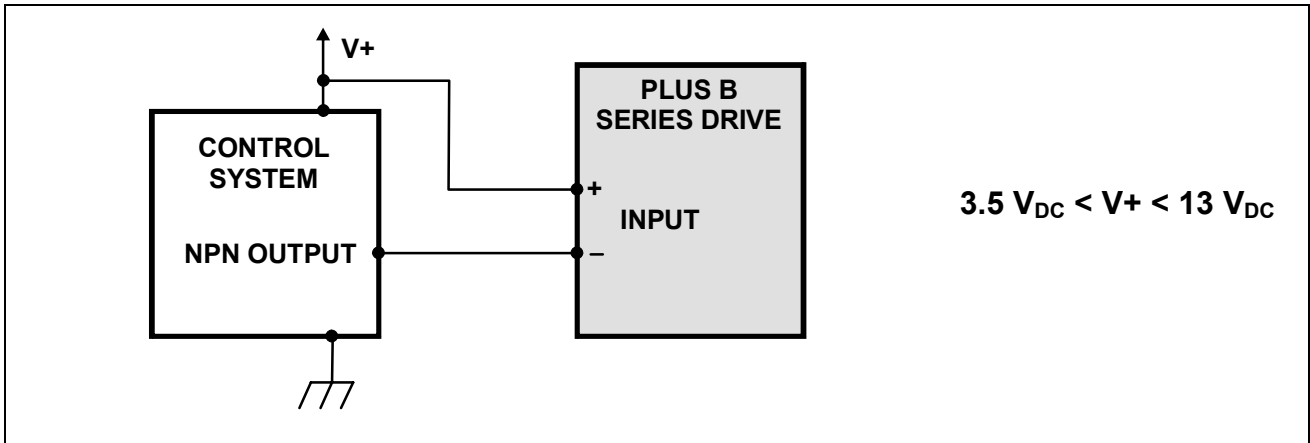 V+
CONTROL
SYSTEM
NPN OUTPUT
PLUS B
SERIES DRIVE
+
INPUT
–
3.5 VDC < V+ < 13 VDC